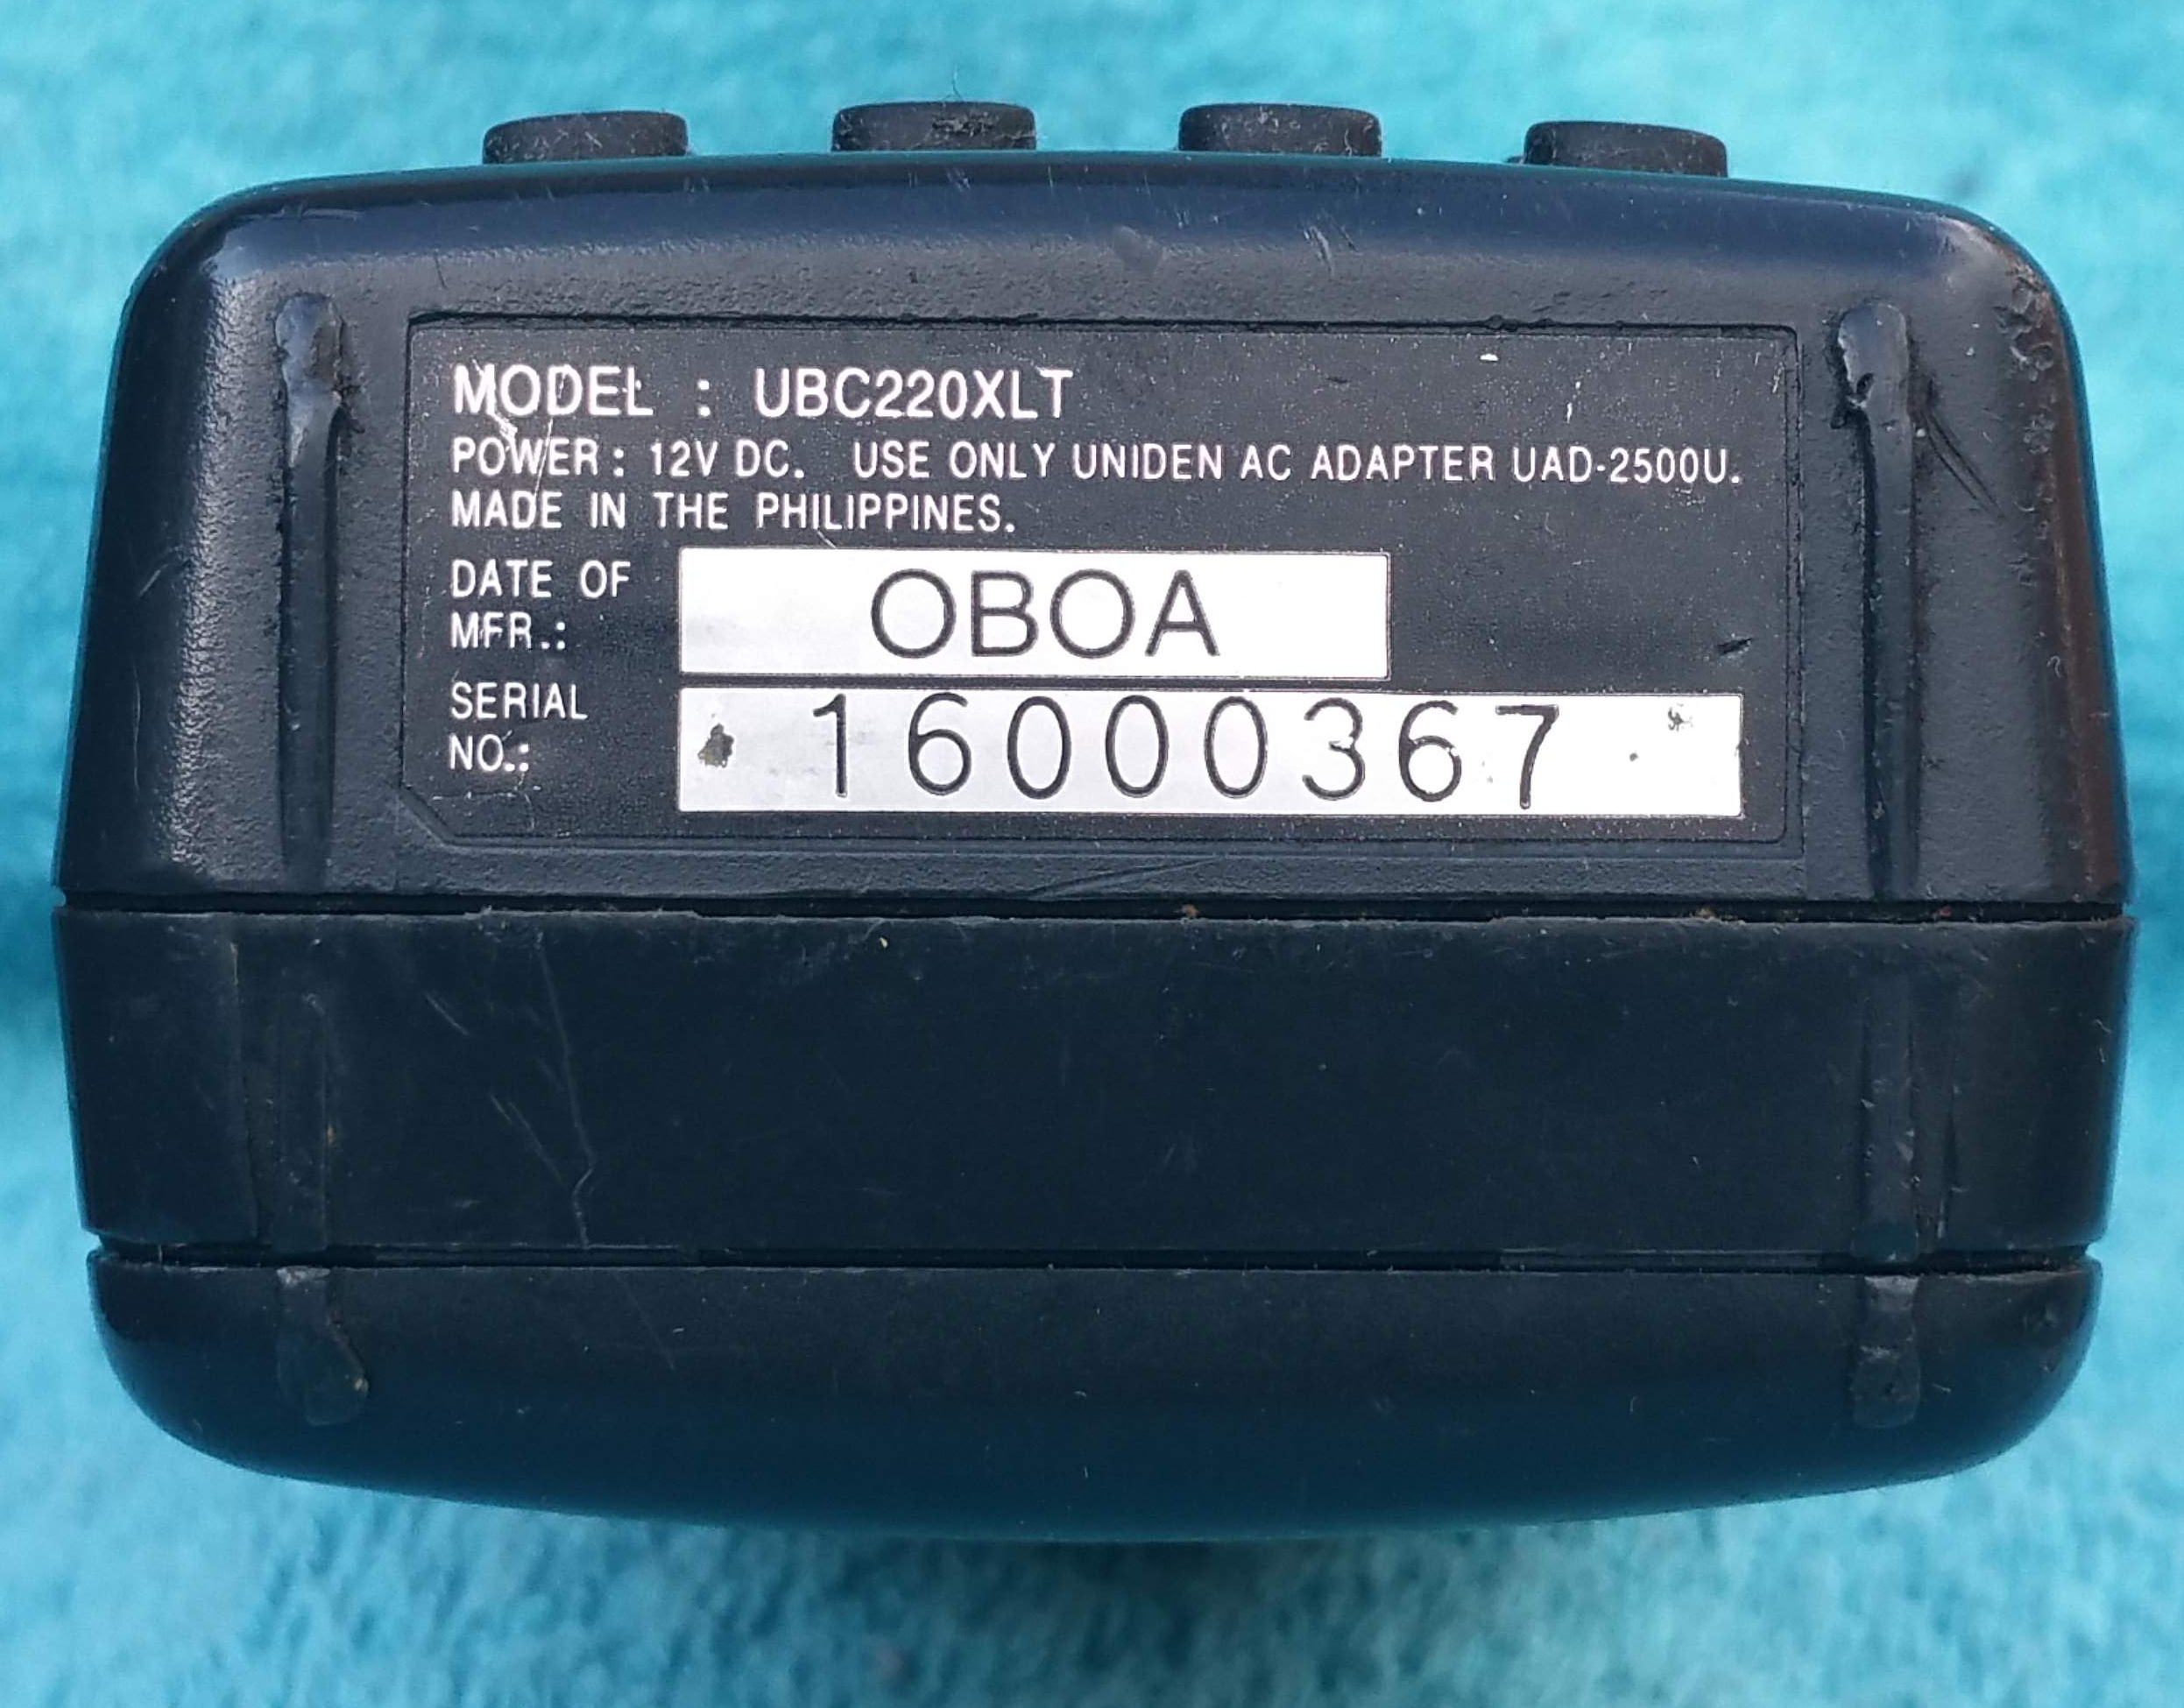 MODEL : UBC220XLT
POWER: 12V DC. USE ONLY UNIDEN AC ADAPTER UAD-2500U.
MADE IN THE PHILIPPINES.
DATE OF
MFR.: OBOA
SERIAL
NO.: 16000367